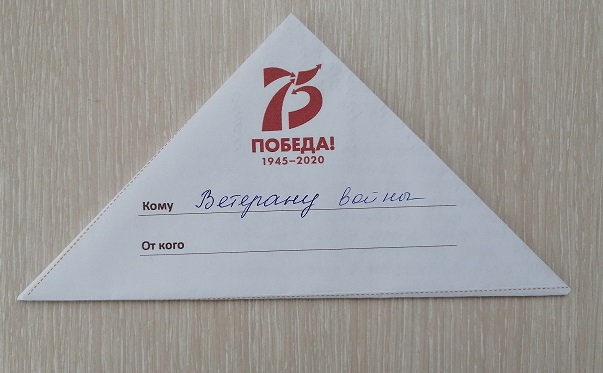 75
ПОБЕДА!
1945–2020
Кому Ветерану войны
От кого